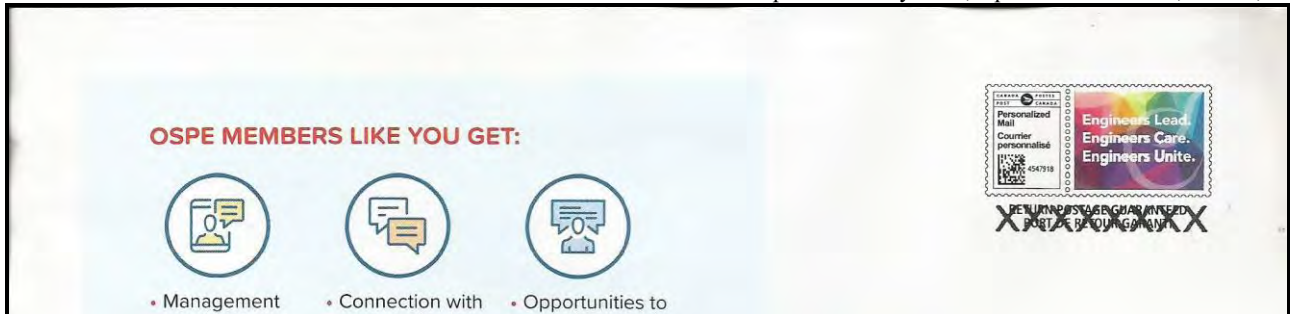 OSPE MEMBERS LIKE YOU GET:
• Management
• Connection with
• Opportunities to
CANADA POSTES
POST CANADA
Personalized
Mail
Courrier
personnalisé
4547918
Engineers Lead.
Engineers Care.
Engineers Unite.
RETURN POSTAGE GUARANTEED
PORT DE RETOUR GARANTI
XXXXXXXX